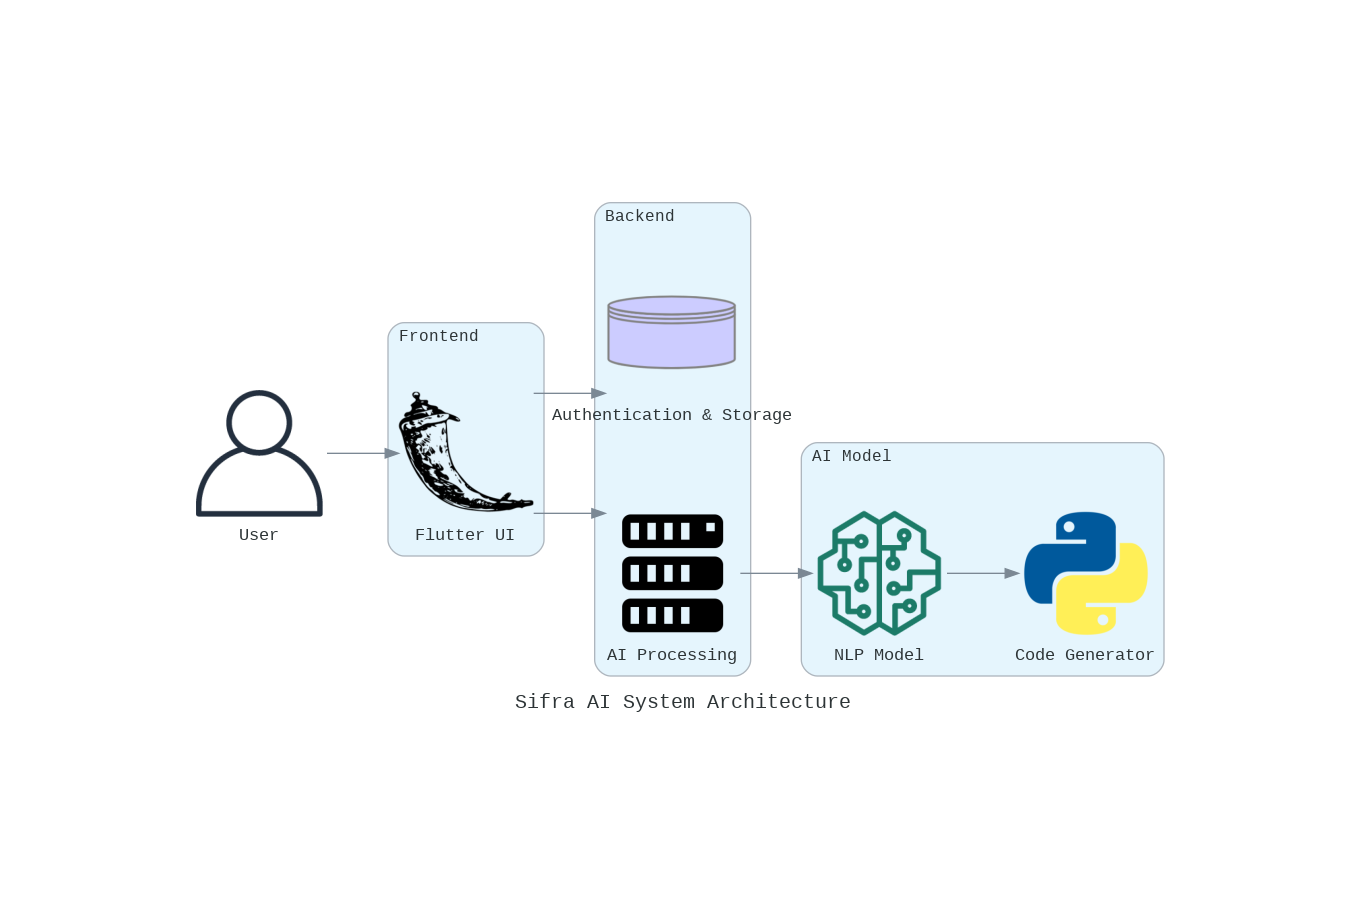 Backend
Frontend
Authentication & Storage
AI Model
User
Flutter UI
AI Processing
NLP Model
Code Generator
Sifra AI System Architecture